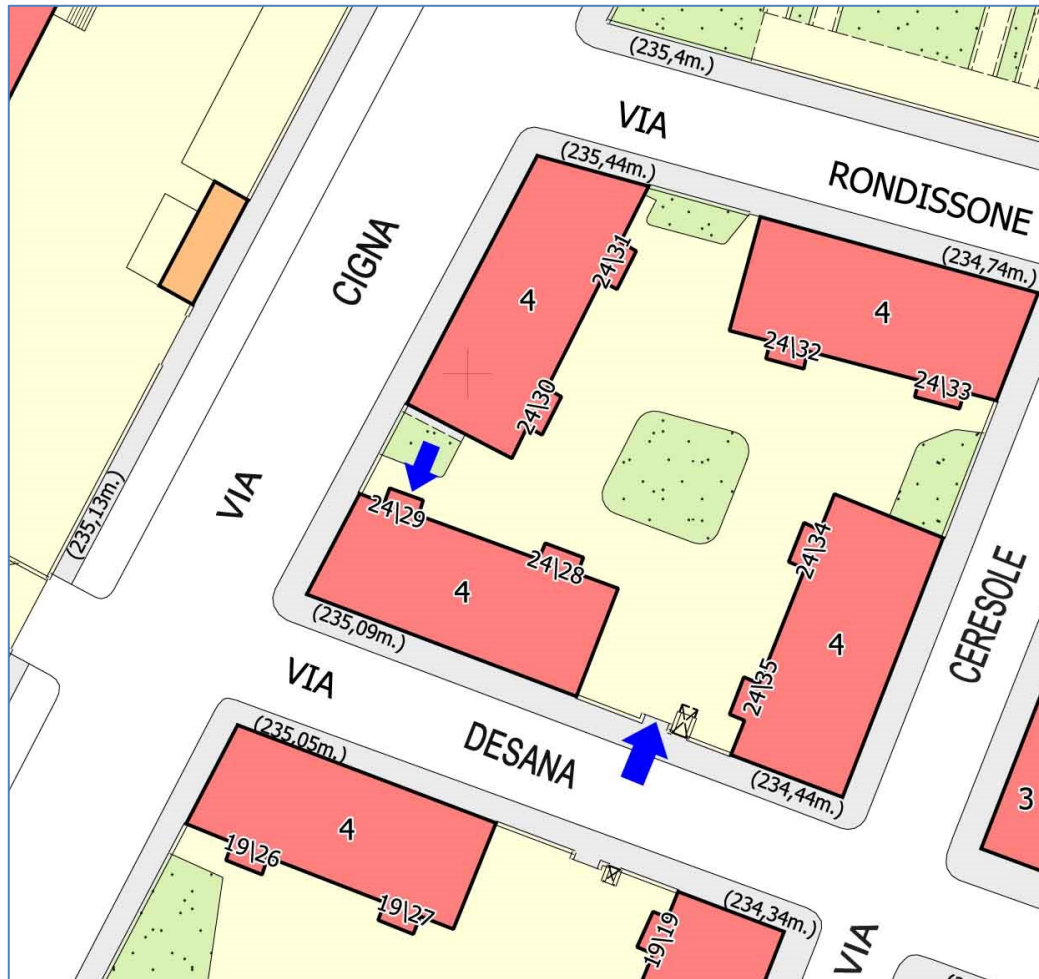 (235,4m.)
VIA
RONDISSONE
(235,44m.)
(234,74m.)
CIGNA
24\31
4
4
24\32
24\33
24\30
VIA
(235,13m.)
24\29
24\28
24\34
4
4
CERESOLE
(235,09m.)
24\35
VIA
DESANA
(235,05m.)
(234,44m.)
3
4
19\26
19\27
(234,34m.)
19\19
VIA